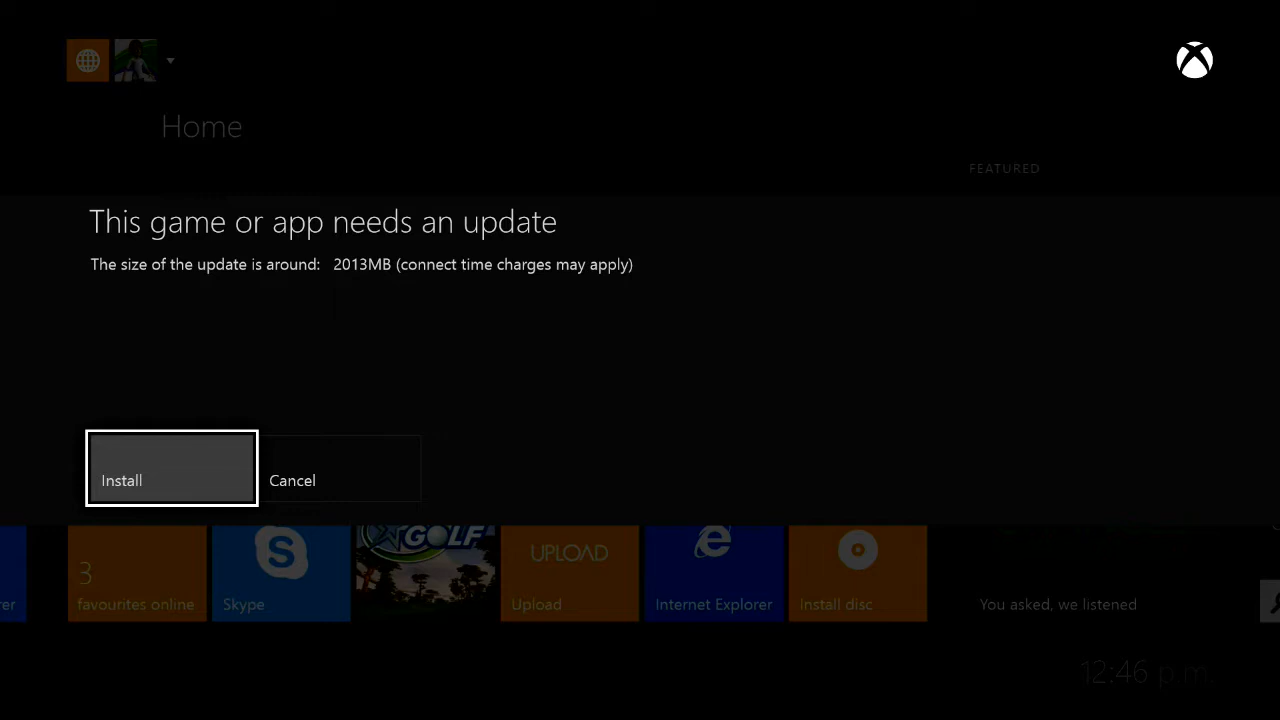 Home
FEATURED
This game or app needs an update
The size of the update is around: 2013MB (connect time charges may apply)
Install
Cancel
rer
3
favourites online
S
Skype
GOLF
UPLOAD
Upload
Internet Explorer
Install disc
You asked, we listened
12:46 p.m.